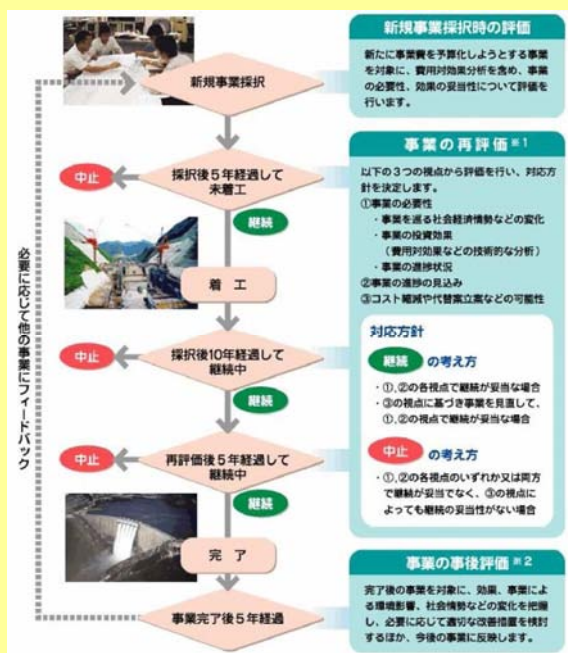 新規事業採択時の評価
新たに事業費を予算化しようとする事業
を対象に、費用対効果分析を含め、事業
の必要性、効果の妥当性について評価を
行います。
新規事業採択
事業の再評価※1
以下の3つの視点から評価を行い、対応方
針を決定します。
①事業の必要性
・事業を巡る社会経済情勢などの変化
・事業の投資効果
（費用対効果などの技術的な分析）
・事業の進捗状況
②事業の進捗の見込み
③コスト縮減や代替案立案などの可能性
対応方針
継続 の考え方
・①,②の各視点で継続が妥当な場合
・③の視点に基づき事業を見直して、
①,②の視点で継続が妥当な場合
中止 の考え方
・①,②の各視点のいずれか又は両方
で継続が妥当でなく、③の視点に
よっても継続の妥当性がない場合
中止
採択後5年経過して
未着工
継続
着 工
中止
採択後10年経過して
継続中
継続
中止
再評価後5年経過して
継続中
継続
完 了
事業完了後5年経過
事業の事後評価※2
完了後の事業を対象に、効果、事業によ
る環境影響、社会情勢などの変化を把握
し、必要に応じて適切な改善措置を検討
するほか、今後の事業に反映します。
必要に応じて他の事業にフィードバック